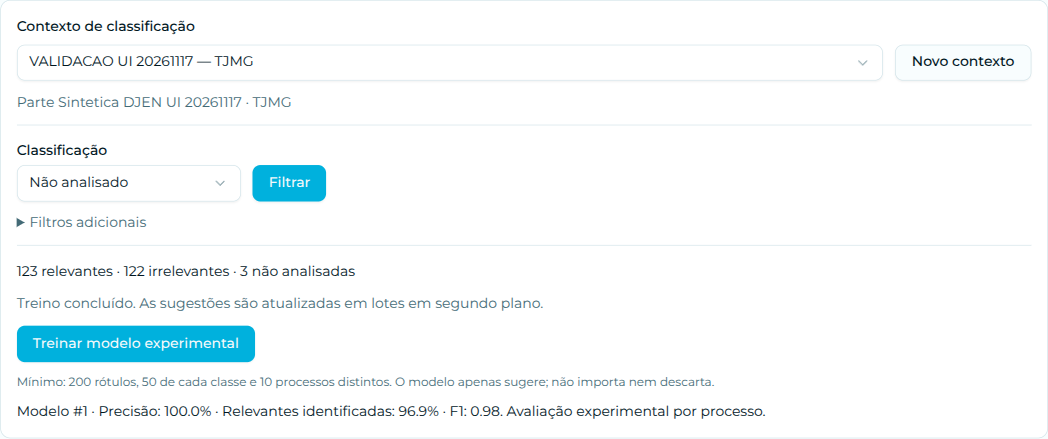 Contexto de classificação
VALIDACAO UI 20261117 — TJMG
Novo contexto
Parte Sintetica DJEN UI 20261117 · TJMG
Classificação
Não analisado
Filtrar
Filtros adicionais
123 relevantes · 122 irrelevantes · 3 não analisadas
Treino concluído. As sugestões são atualizadas em lotes em segundo plano.
Treinar modelo experimental
Mínimo: 200 rótulos, 50 de cada classe e 10 processos distintos. O modelo apenas sugere; não importa nem descarta.
Modelo #1 · Precisão: 100.0% · Relevantes identificadas: 96.9% · F1: 0.98. Avaliação experimental por processo.